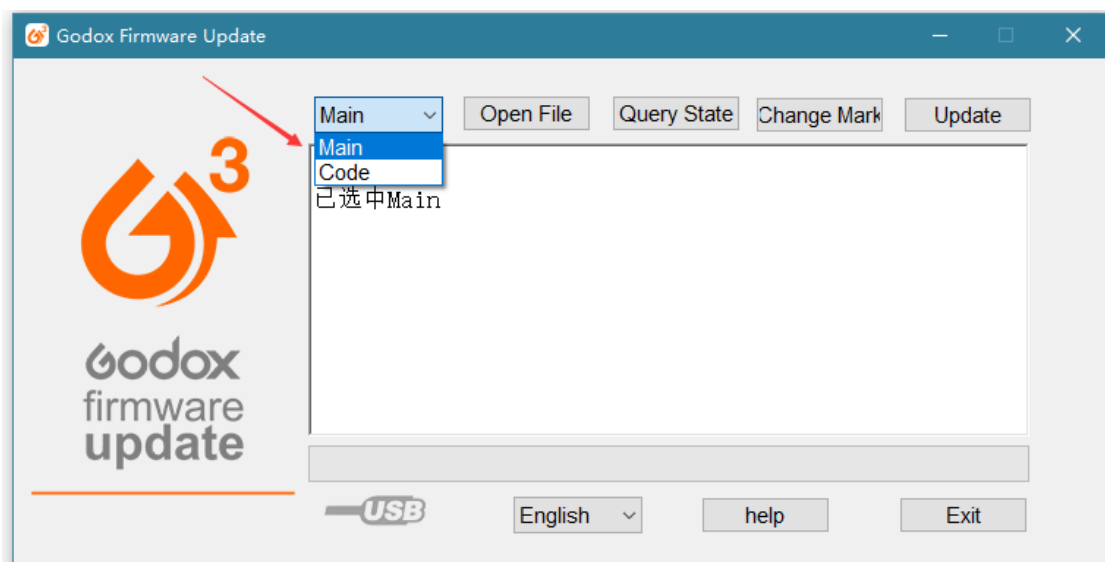 Godox Firmware Update
Main Open File Query State Change Mark Update
Main
Code
已选中Main
3
Godox
firmware
update
USB English help Exit